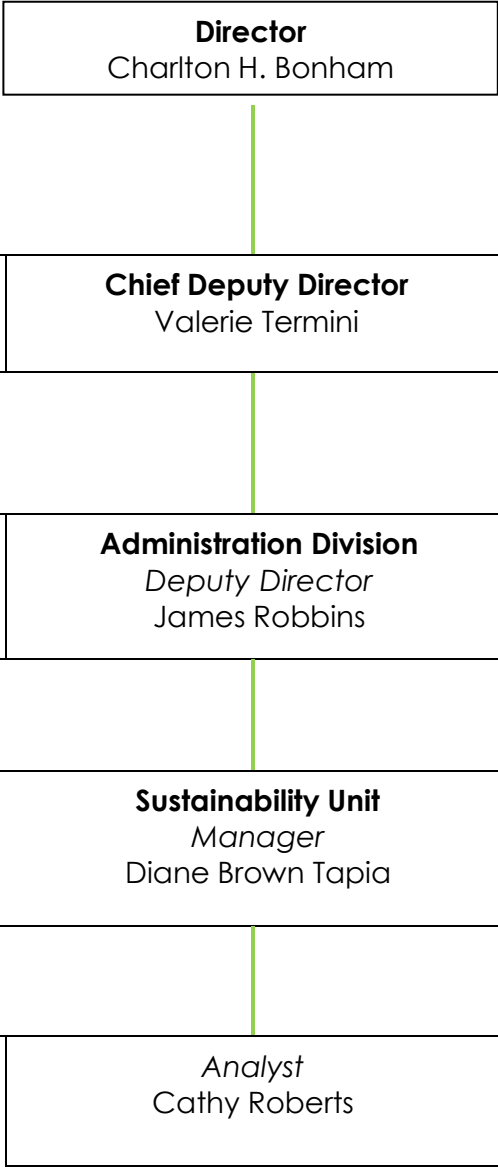 Director
Charlton H. Bonham
Chief Deputy Director
Valerie Termini
Administration Division
Deputy Director
James Robbins
Sustainability Unit
Manager
Diane Brown Tapia
Analyst
Cathy Roberts